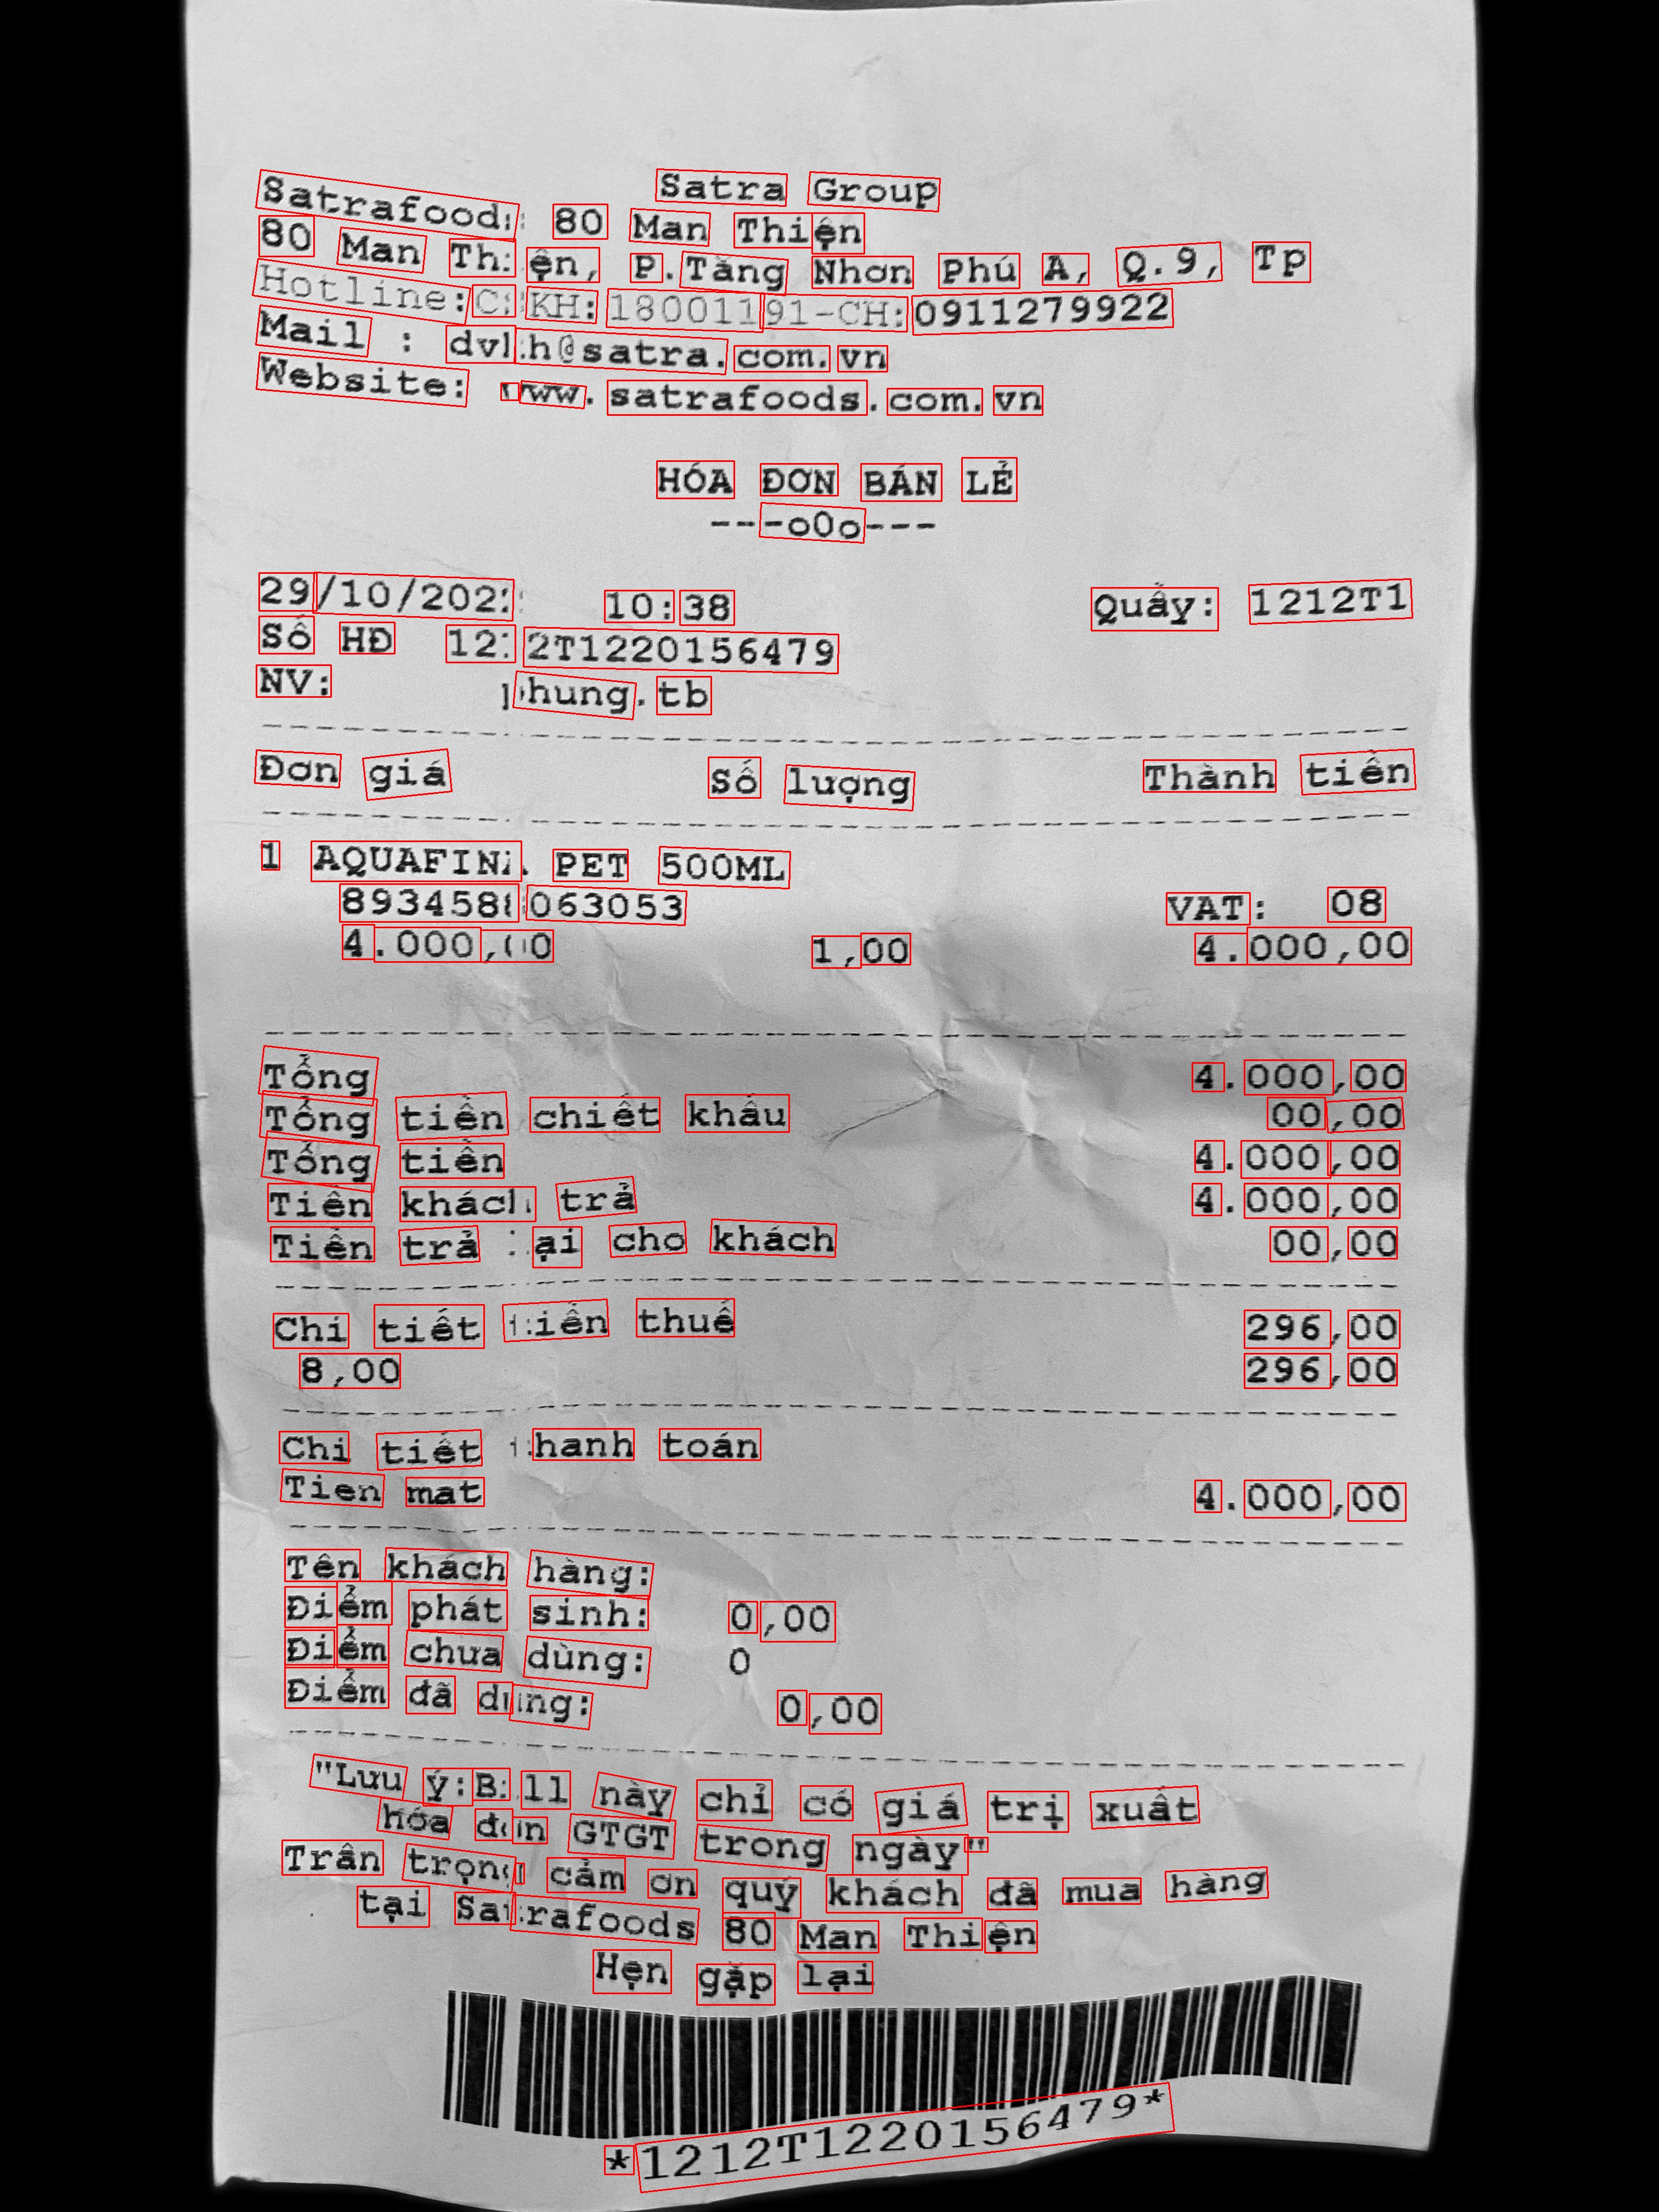 Satra Group
Satrafoods 80 Man Thiện
80 Man Thiện, P.Tăng Nhơn Phú A, Q.9, Tp
Hotline:CSKH:18001191-CH:0911279922
Mail : dvkh@satra.com.vn
Website: www.satrafoods.com.vn
HÓA ĐƠN BÁN LẺ
---o0o---
29/10/202 10:38 Quầy: 1212T1
Số HĐ 1212T1220156479
NV: phung.tb
Đơn giá Số lượng Thành tiền
1 AQUAFINA PET 500ML
8934588063053 VAT: 08
4.000,00 1,00 4.000,00
Tổng 4.000,00
Tổng tiền chiết khấu 00,00
Tổng tiền 4.000,00
Tiền khách trả 4.000,00
Tiền trả lại cho khách 00,00
Chi tiết tiền thuế 296,00
8,00 296,00
Chi tiết thanh toán
Tien mat 4.000,00
Tên khách hàng:
Điểm phát sinh: 0,00
Điểm chưa dùng: 0
Điểm đã dùng: 0,00
"Lưu ý:Bill này chỉ có giá trị xuất
hóa đơn GTGT trong ngày"
Trân trọng cảm ơn quý khách đã mua hàng
tại Satrafoods 80 Man Thiện
Hẹn gặp lại
*1212T1220156479*